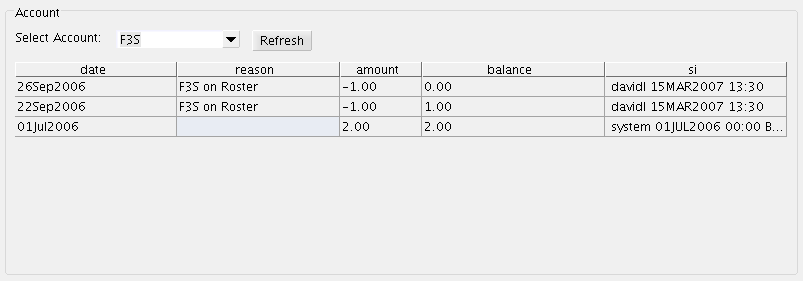 Account
Select Account: F3S Refresh
date reason amount balance si
26Sep2006 F3S on Roster -1.00 0.00 davidl 15MAR2007 13:30
22Sep2006 F3S on Roster -1.00 1.00 davidl 15MAR2007 13:30
01Jul2006 2.00 2.00 system 01JUL2006 00:00 B...